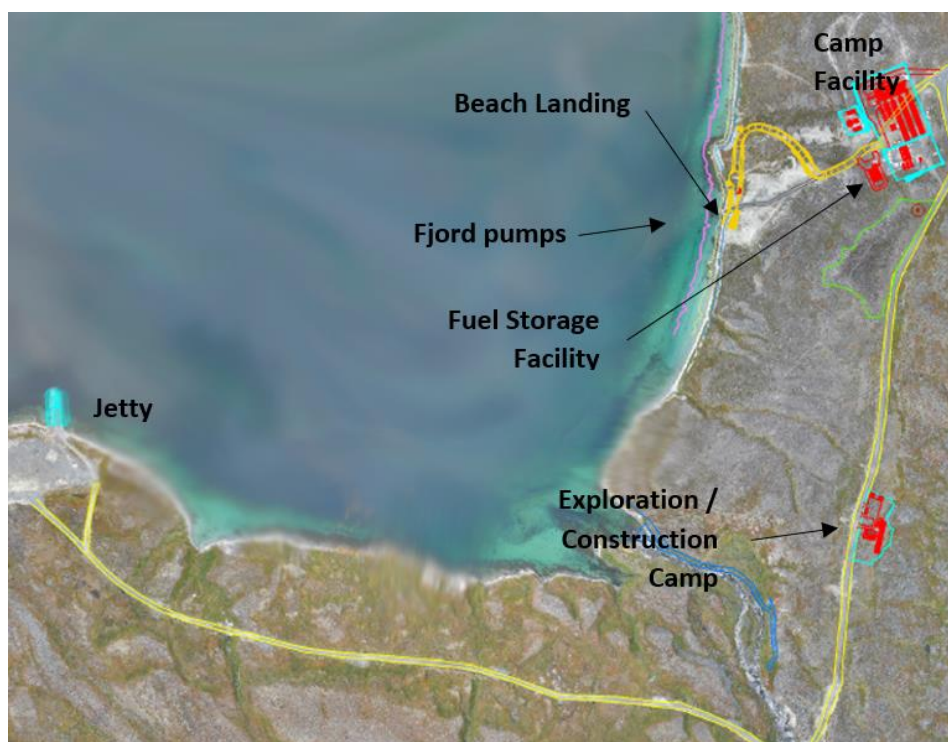 Camp
Facility
Beach Landing
Fjord pumps
Fuel Storage
Facility
Jetty
Exploration /
Construction
Camp